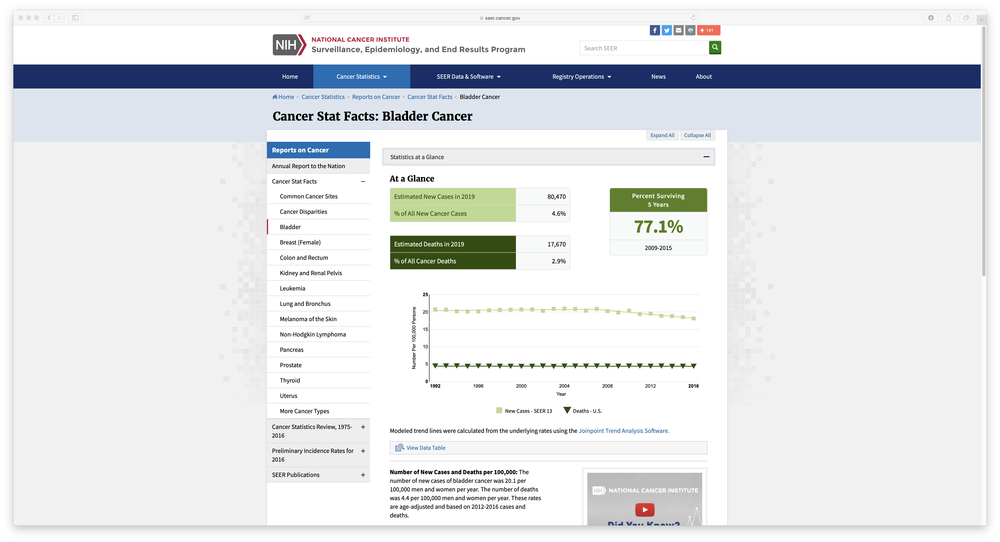 seer.cancer.gov
141
NIH
NATIONAL CANCER INSTITUTE
Surveillance, Epidemiology, and End Results Program
Search SEER
Home
Cancer Statistics
SEER Data & Software
Registry Operations
News
About
Home
Cancer Statistics
Reports on Cancer
Cancer Stat Facts
Bladder Cancer
Cancer Stat Facts: Bladder Cancer
Expand All
Collapse All
Reports on Cancer
Annual Report to the Nation
Cancer Stat Facts
Common Cancer Sites
Cancer Disparities
Bladder
Breast (Female)
Colon and Rectum
Kidney and Renal Pelvis
Leukemia
Lung and Bronchus
Melanoma of the Skin
Non-Hodgkin Lymphoma
Pancreas
Prostate
Thyroid
Uterus
More Cancer Types
Cancer Statistics Review, 1975-
2016
Preliminary Incidence Rates for
2016
SEER Publications
Statistics at a Glance
At a Glance
Estimated New Cases in 2019 80,470
% of All New Cancer Cases 4.6%
Estimated Deaths in 2019 17,670
% of All Cancer Deaths 2.9%
Percent Surviving
5 Years
77.1%
2009-2015
Number Per 100,000 Persons
25
20
15
10
5
0
1992 1996 2000 2004 2008 2012 2016
Year
New Cases - SEER 13
Deaths - U.S.
Modeled trend lines were calculated from the underlying rates using the Joinpoint Trend Analysis Software.
View Data Table
Number of New Cases and Deaths per 100,000: The
number of new cases of bladder cancer was 20.1 per
100,000 men and women per year. The number of deaths
was 4.4 per 100,000 men and women per year. These rates
are age-adjusted and based on 2012-2016 cases and
deaths.
NIH NATIONAL CANCER INSTITUTE
Did You Know?